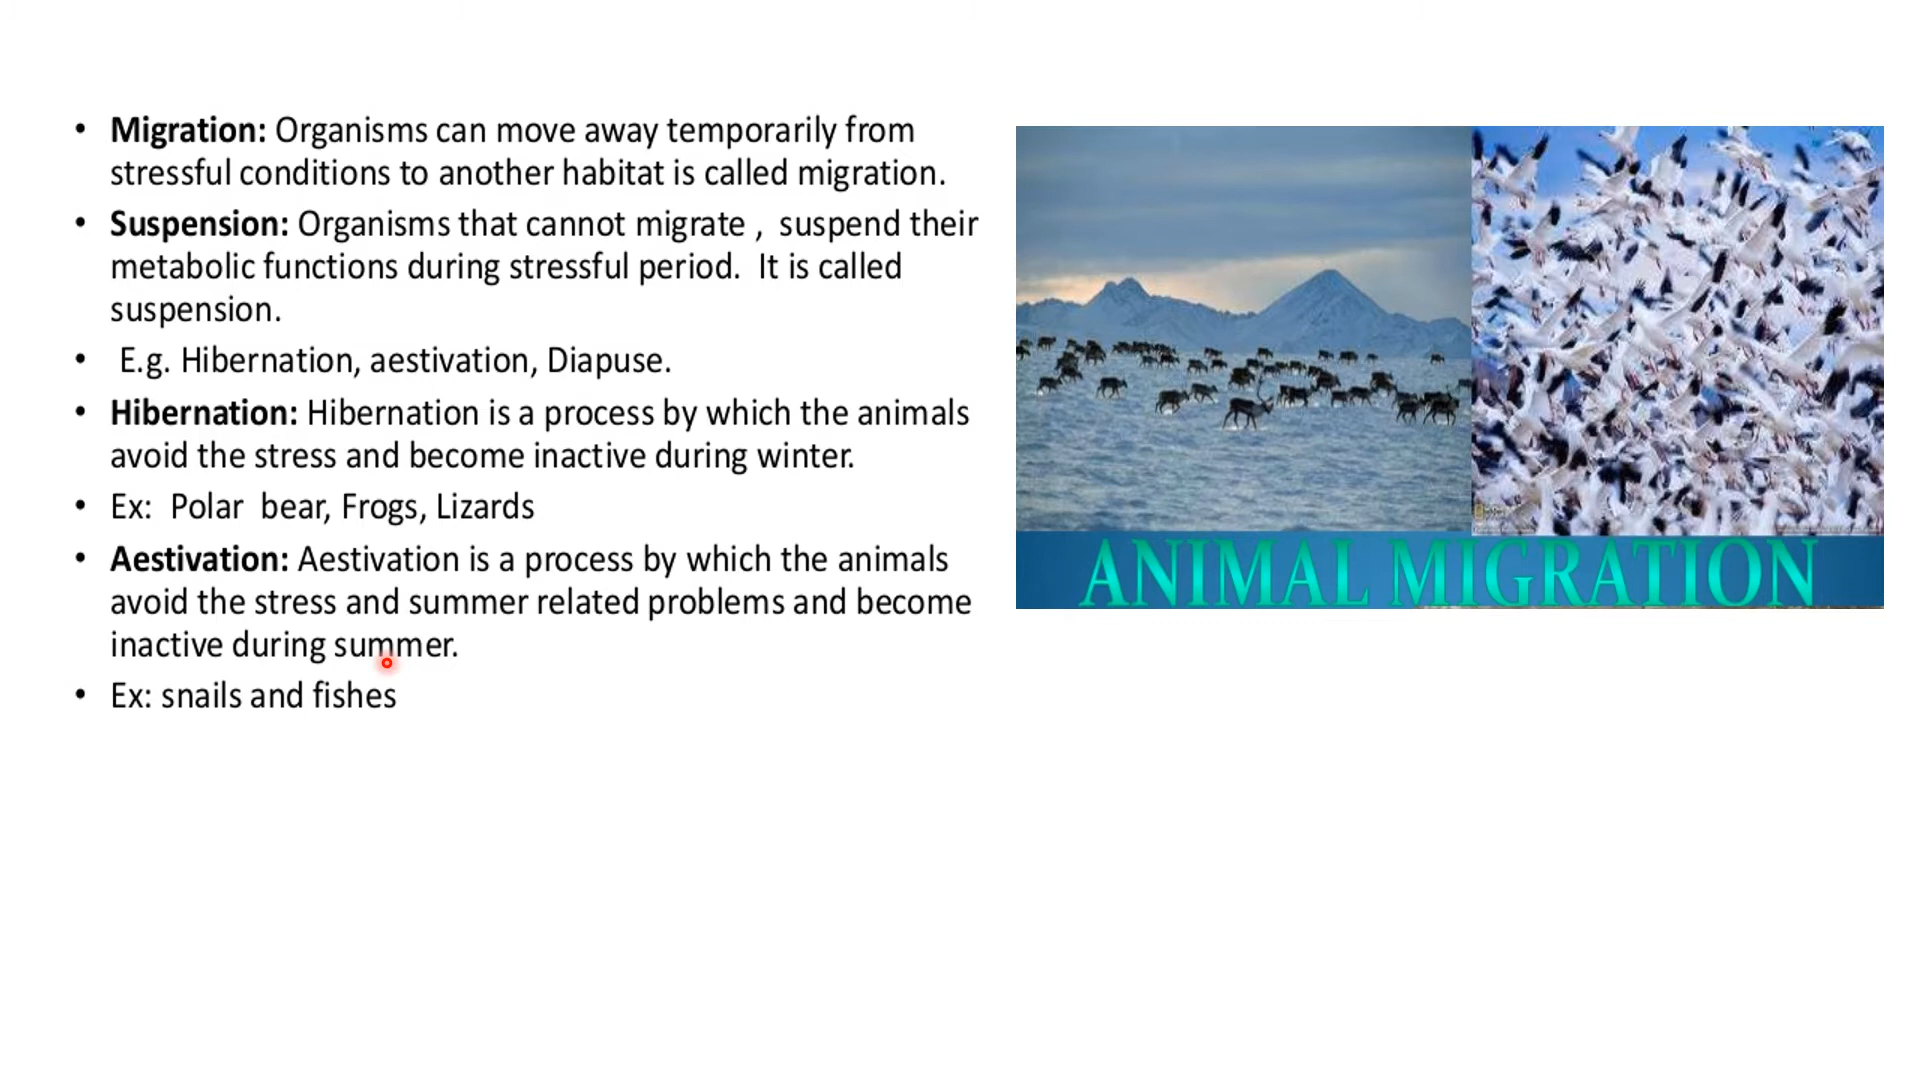 • Migration: Organisms can move away temporarily from
stressful conditions to another habitat is called migration.
• Suspension: Organisms that cannot migrate , suspend their
metabolic functions during stressful period. It is called
suspension.
• E.g. Hibernation, aestivation, Diapuse.
• Hibernation: Hibernation is a process by which the animals
avoid the stress and become inactive during winter.
• Ex: Polar bear, Frogs, Lizards
• Aestivation: Aestivation is a process by which the animals
avoid the stress and summer related problems and become
inactive during summer.
• Ex: snails and fishes
ANIMAL MIGRATION